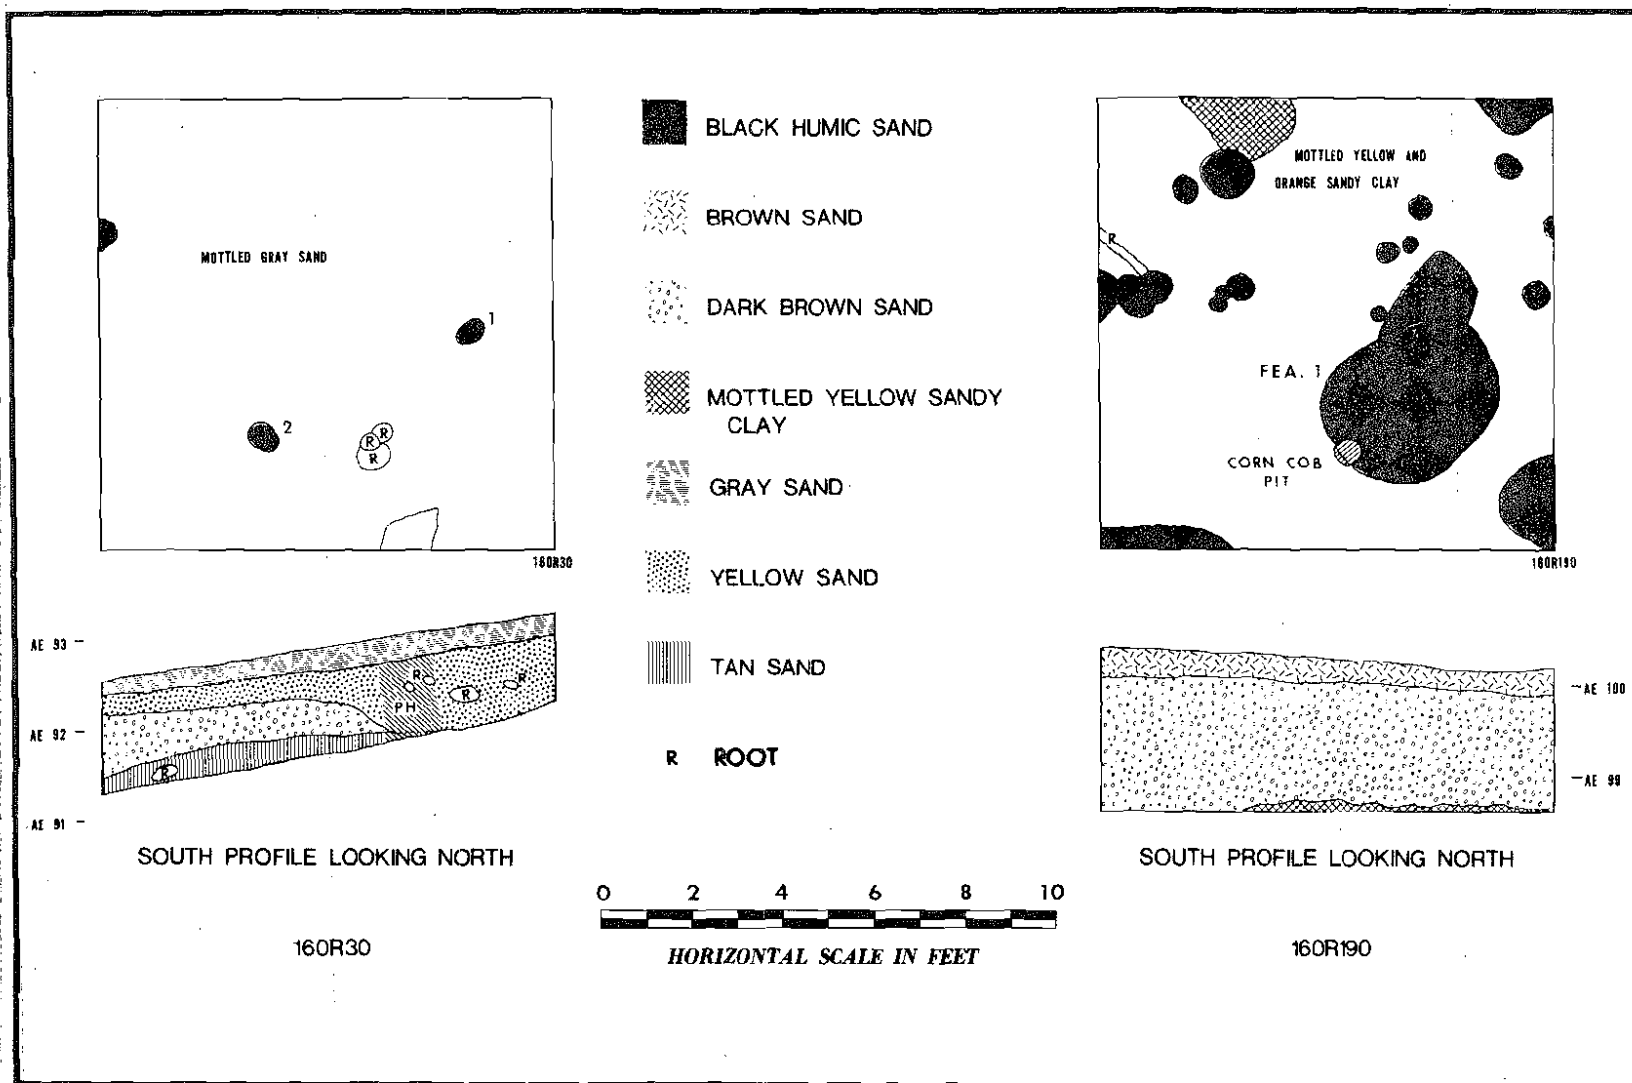 MOTTLED GRAY SAND
1
2
R
R
R
160R30
AE 93
AE 92
AE 91
R
R
R
PH
R
SOUTH PROFILE LOOKING NORTH
160R30
BLACK HUMIC SAND
BROWN SAND
DARK BROWN SAND
MOTTLED YELLOW SANDY
CLAY
GRAY SAND
YELLOW SAND
TAN SAND
R ROOT
0 2 4 6 8 10
HORIZONTAL SCALE IN FEET
MOTTLED YELLOW AND
ORANGE SANDY CLAY
R
FEA. 1
CORN COB
PIT
160R190
AE 100
AE 99
SOUTH PROFILE LOOKING NORTH
160R190